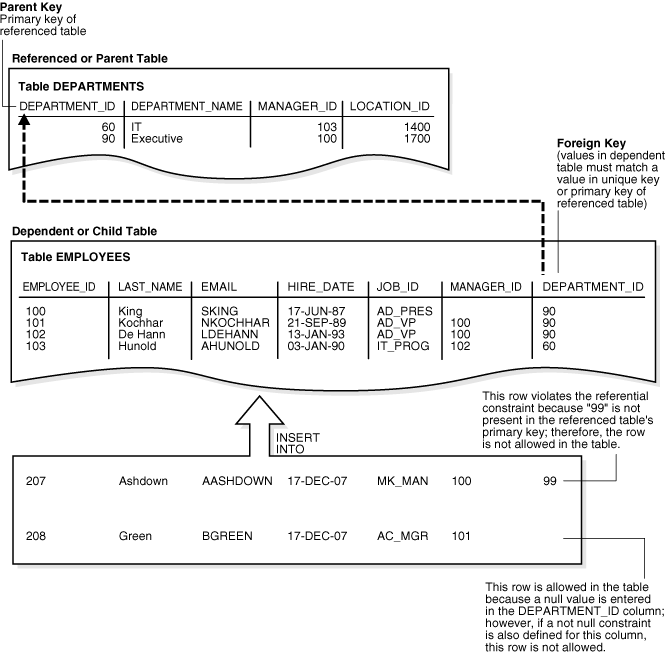 Parent Key
Primary key of
referenced table
Referenced or Parent Table
Table DEPARTMENTS
DEPARTMENT_ID DEPARTMENT_NAME MANAGER_ID LOCATION_ID
60 IT 103 1400
90 Executive 100 1700
Foreign Key
(values in dependent
table must match a
value in unique key
or primary key of
referenced table)
Dependent or Child Table
Table EMPLOYEES
EMPLOYEE_ID LAST_NAME EMAIL HIRE_DATE JOB_ID MANAGER_ID DEPARTMENT_ID
100 King SKING 17-JUN-87 AD_PRES 90
101 Kochhar NKOCHHAR 21-SEP-89 AD_VP 100 90
102 De Hann LDEHANN 13-JAN-93 AD_VP 100 90
103 Hunold AHUNOLD 03-JAN-90 IT_PROG 102 60
This row violates the referential
constraint because "99" is not
present in the referenced table's
primary key; therefore, the row
is not allowed in the table.
INSERT
INTO
207 Ashdown AASHDOWN 17-DEC-07 MK_MAN 100 99
208 Green BGREEN 17-DEC-07 AC_MGR 101
This row is allowed in the table
because a null value is entered
in the DEPARTMENT_ID column;
however, if a not null constraint
is also defined for this column,
this row is not allowed.